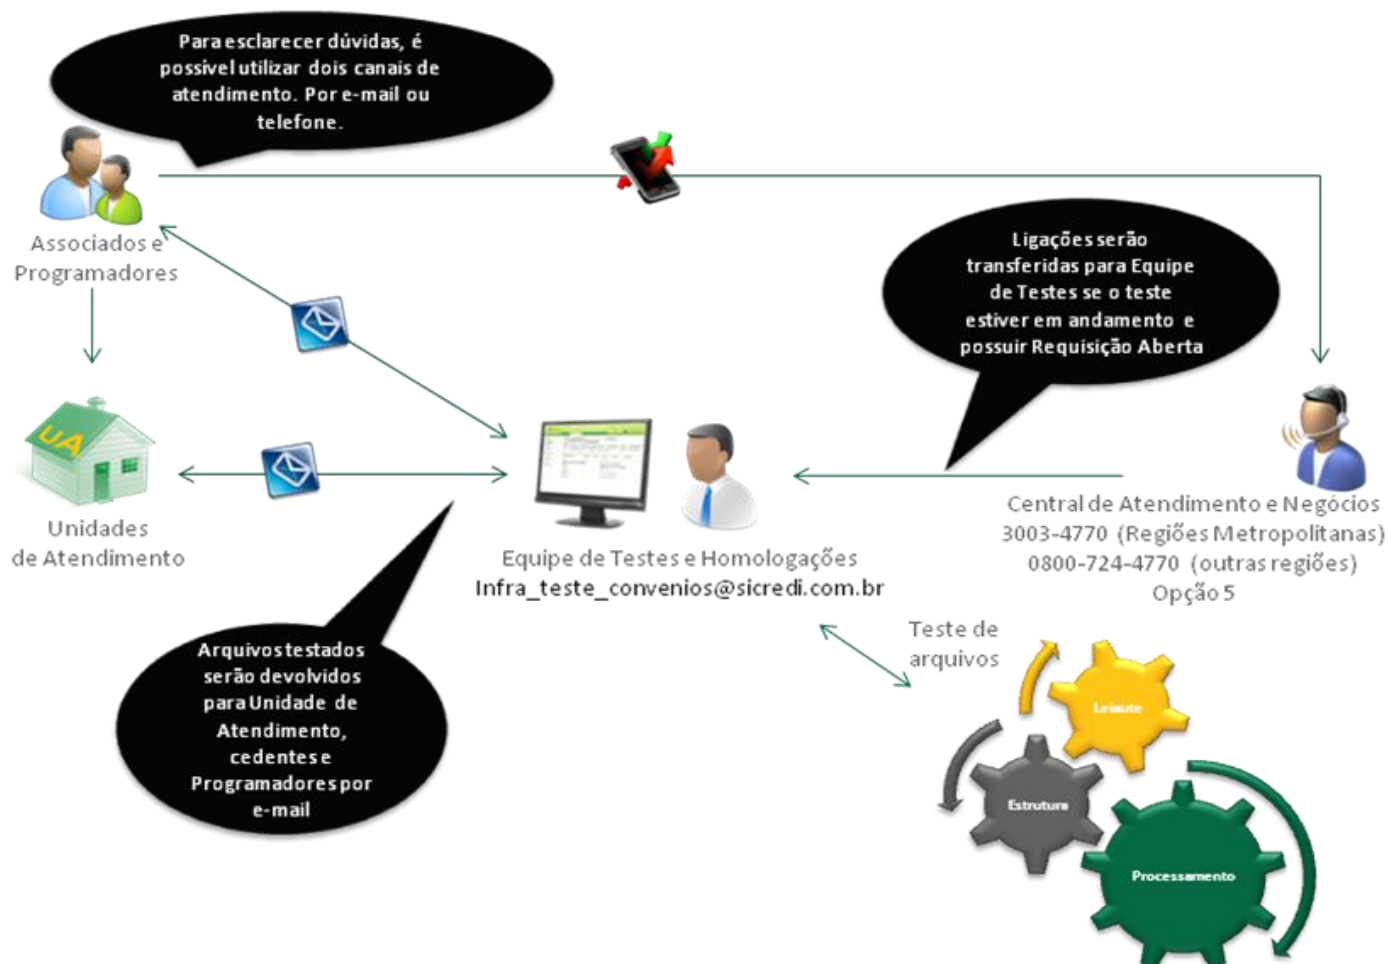 Para esclarecer dúvidas, é
possível utilizar dois canais de
atendimento. Por e-mail ou
telefone.
Associados e
Programadores
Ligações serão
transferidas para Equipe
de Testes se o teste
estiver em andamento e
possuir Requisição Aberta
UA
Unidades
de Atendimento
Equipe de Testes e Homologações
Infra_teste_convenios@sicredi.com.br
Central de Atendimento e Negócios
3003-4770 (Regiões Metropolitanas)
0800-724-4770 (outras regiões)
Opção 5
Arquivos testados
serão devolvidos
para Unidade de
Atendimento,
cedentes e
Programadores por
e-mail
Teste de
arquivos
Leiaute
Estrutura
Processamento